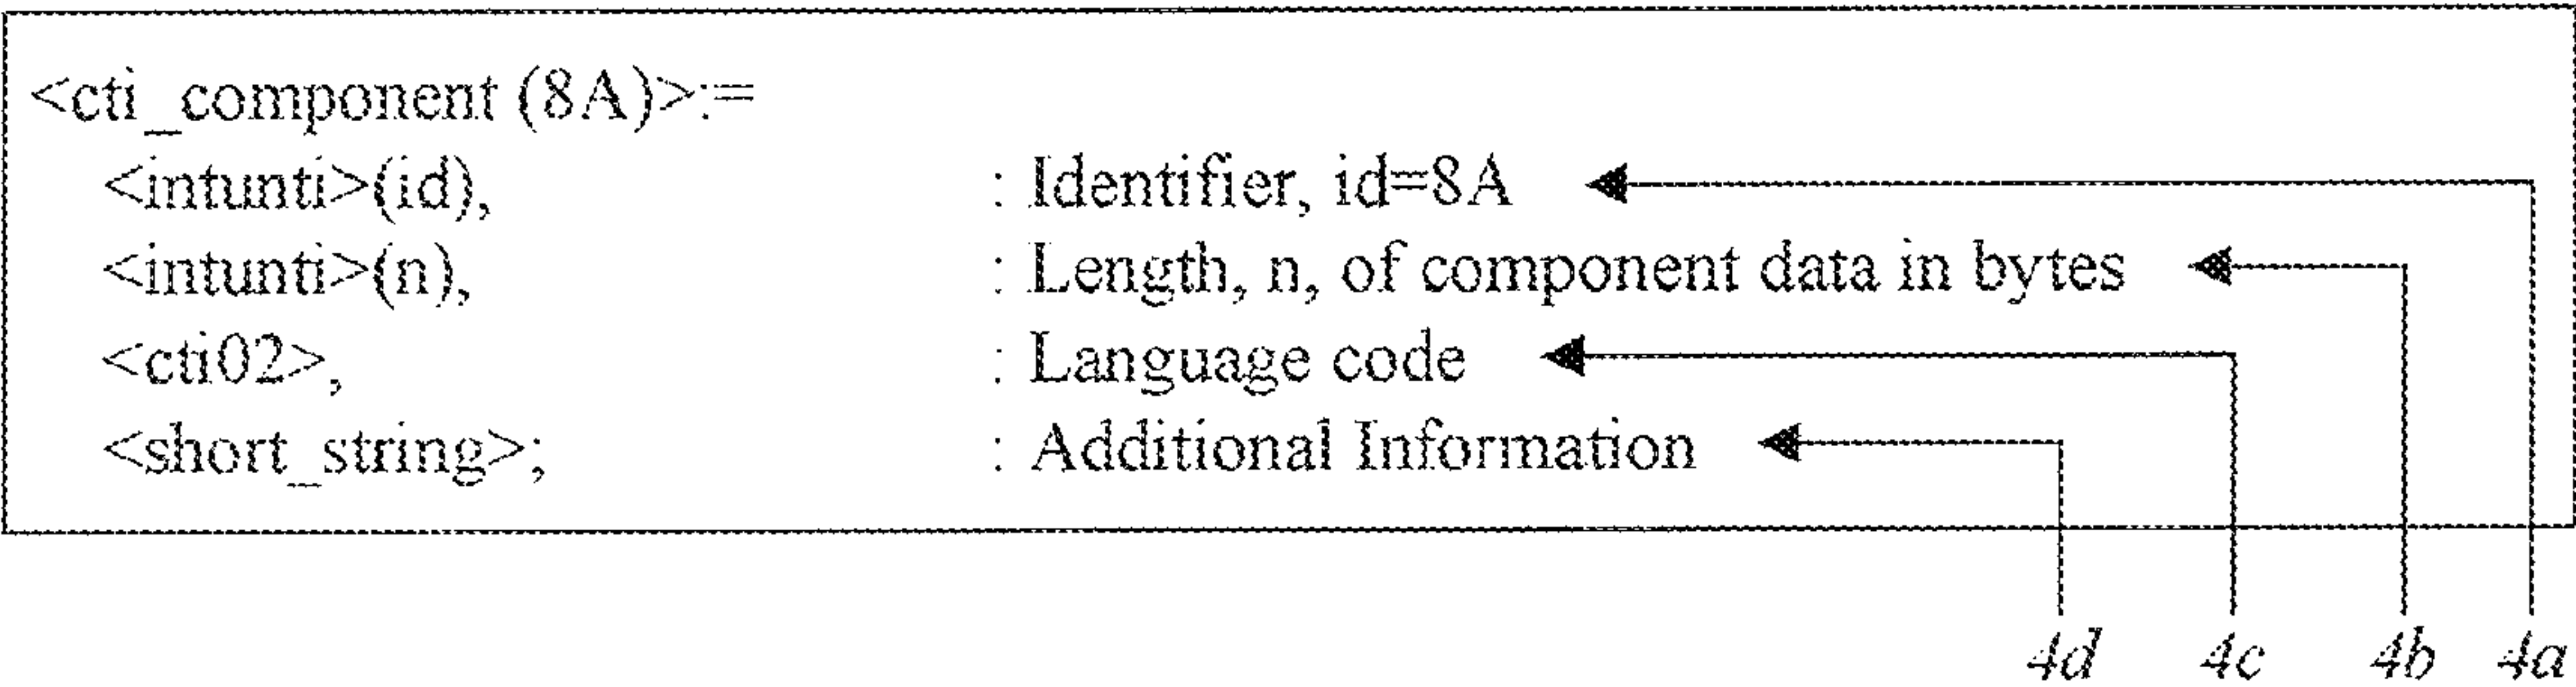 <cti_component (8A)>:=
<intunti>(id), : Identifier, id=8A
<intunti>(n), : Length, n, of component data in bytes
<cti02>, : Language code
<short_string>; : Additional Information
4d 4c 4b 4a